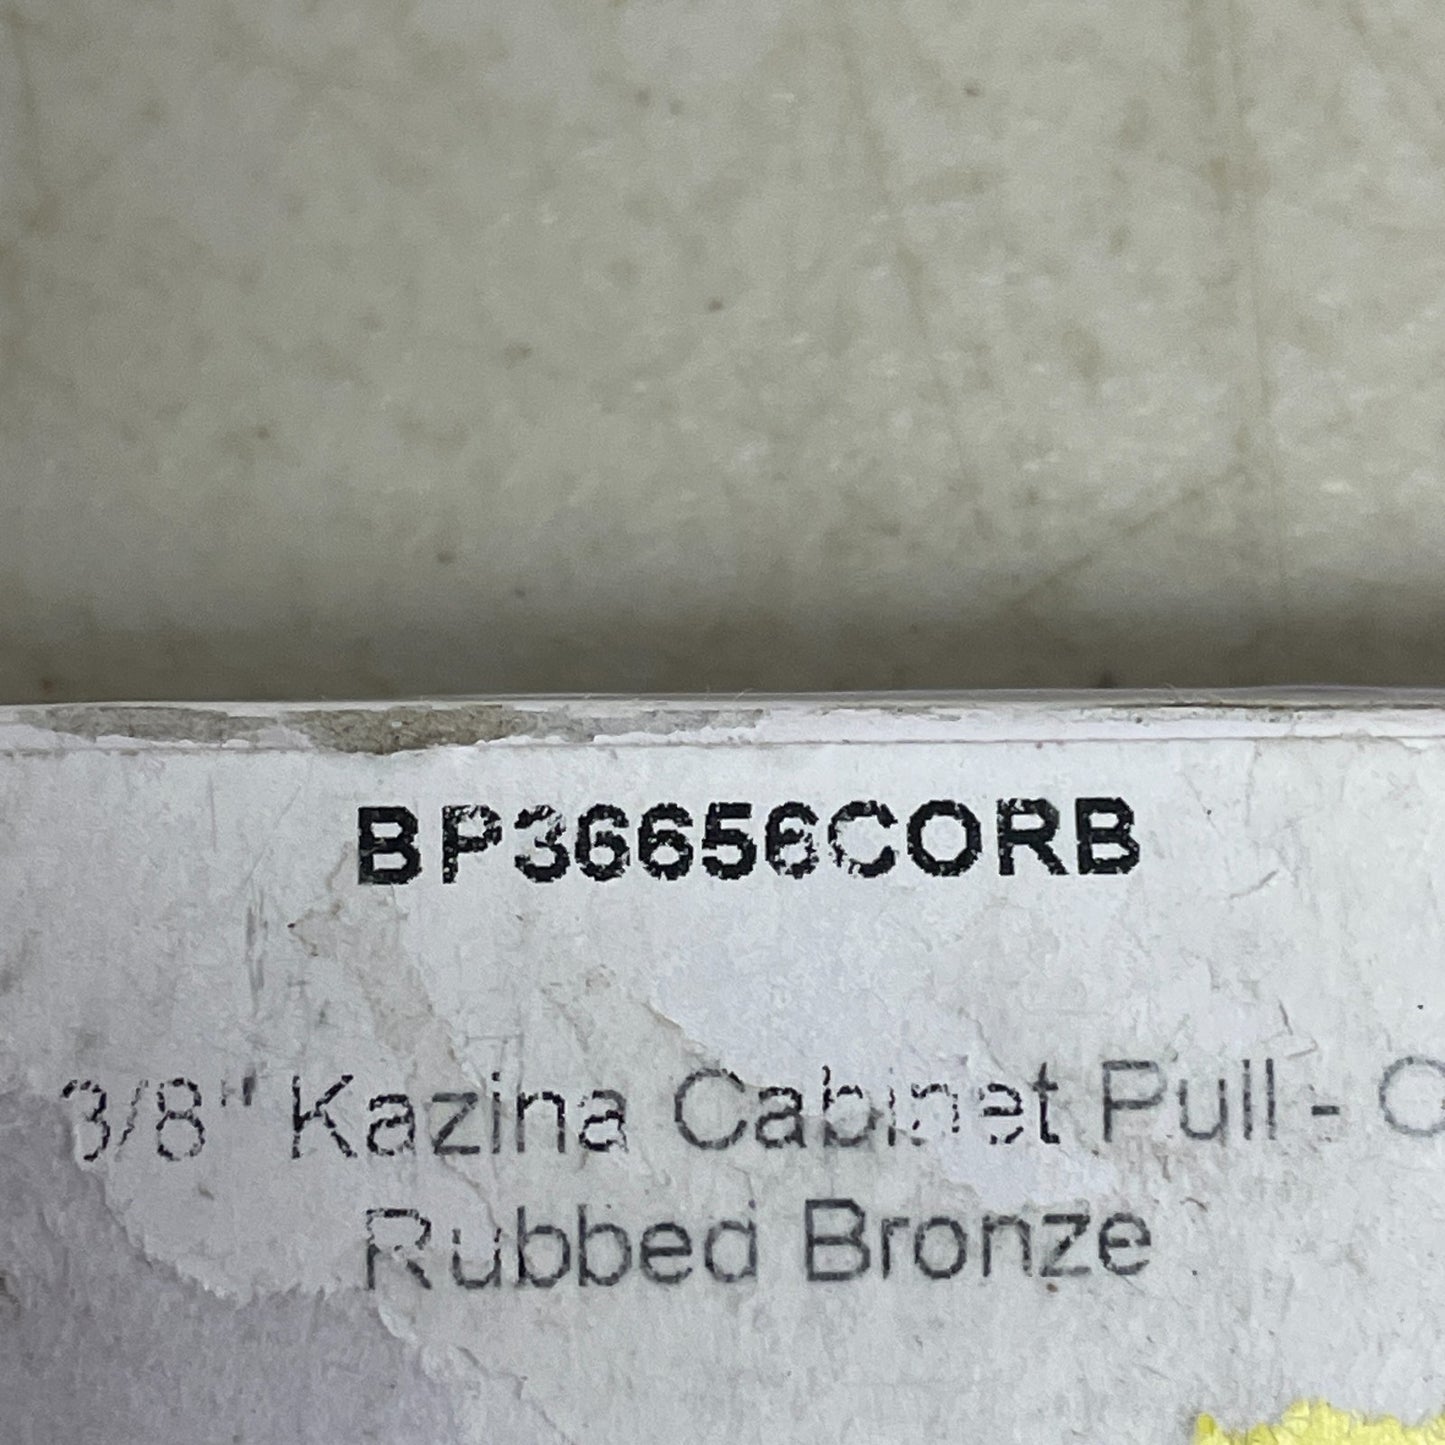 BP36656CORB
3/8" Kazina Cabinet Pull - O
Rubbed Bronze